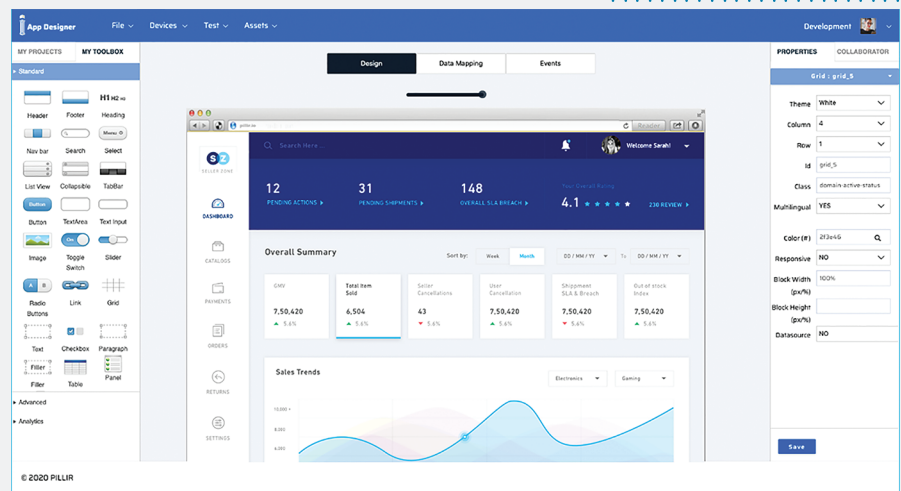 App Designer
File
Devices
Test
Assets
Development
MY PROJECTS
MY TOOLBOX
Standard
Header
Footer
H1 H2 H3
Heading
Nav bar
Search
Menu
Select
List View
Collapsible
TabBar
Button
Button
TextArea
Text Input
Image
On
Toggle
Switch
Slider
A B
Radio
Buttons
Link
Grid
Text
Checkbox
Paragraph
Filler
Filler
Table
Panel
Advanced
Analytics
Design
Data Mapping
Events
pillir.io
Reader
SZ
SELLER ZONE
DASHBOARD
CATALOGS
PAYMENTS
ORDERS
RETURNS
SETTINGS
Search Here ..
Welcome Sarah!
12
PENDING ACTIONS
31
PENDING SHIPMENTS
148
OVERALL SLA BREACH
Your Overall Rating
4.1
230 REVIEW
Overall Summary
Sort by:
Week
Month
DD / MM / YY
To
DD / MM / YY
GMV
7,50,420
5.6%
Total Item
Sold
6,504
5.6%
Seller
Cancellations
43
5.6%
User
Cancellation
7,50,420
5.6%
Shippment
SLA & Breach
7,50,420
5.6%
Out of stock
Index
7,50,420
5.6%
Sales Trends
Electronics
Gaming
10,000
8,000
6,000
PROPERTIES
COLLABORATOR
Grid : grid_5
Theme White
Column 4
Row 1
Id grid_5
Class domain-active-status
Multilingual YES
Color (#) 2f3e46
Responsive NO
Block Width 100%
(px/%)
Block Height
(px/%)
Datasource NO
Save
© 2020 PILLIR